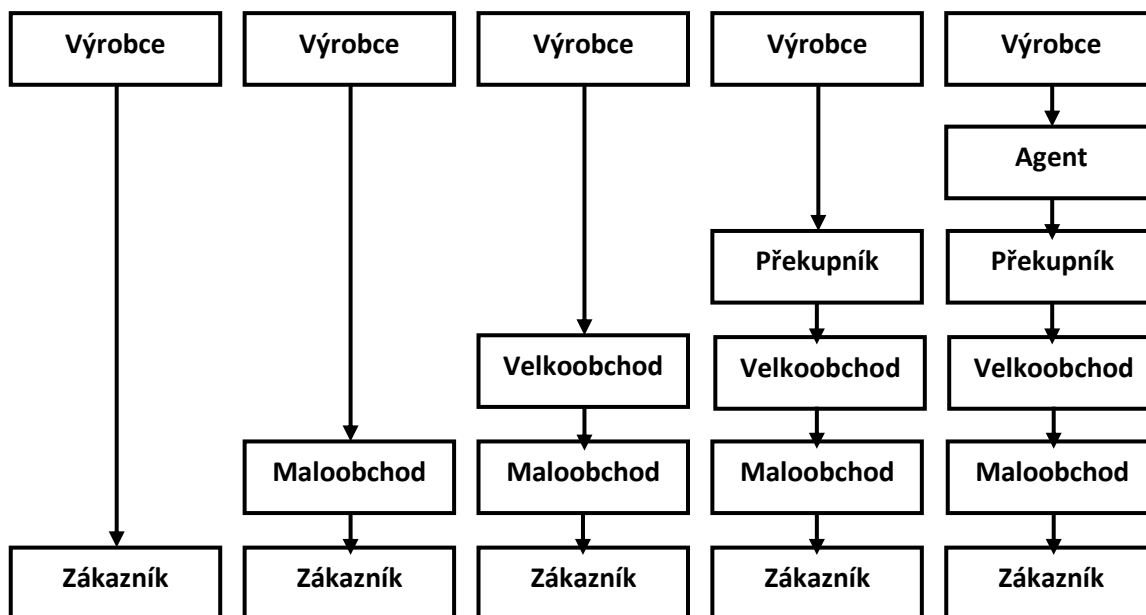 Výrobce
Výrobce
Výrobce
Výrobce
Výrobce
Agent
Překupník
Překupník
Velkoobchod
Velkoobchod
Velkoobchod
Maloobchod
Maloobchod
Maloobchod
Maloobchod
Zákazník
Zákazník
Zákazník
Zákazník
Zákazník